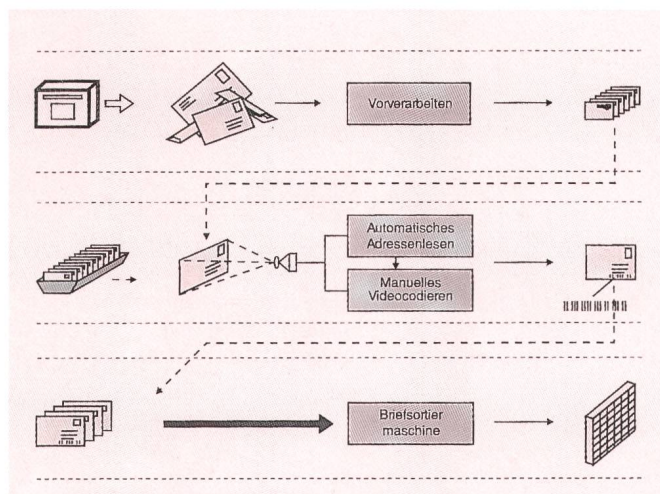 Vorverarbeiten
Automatisches
Adressenlesen
Manuelles
Videocodieren
Briefsortier
maschine